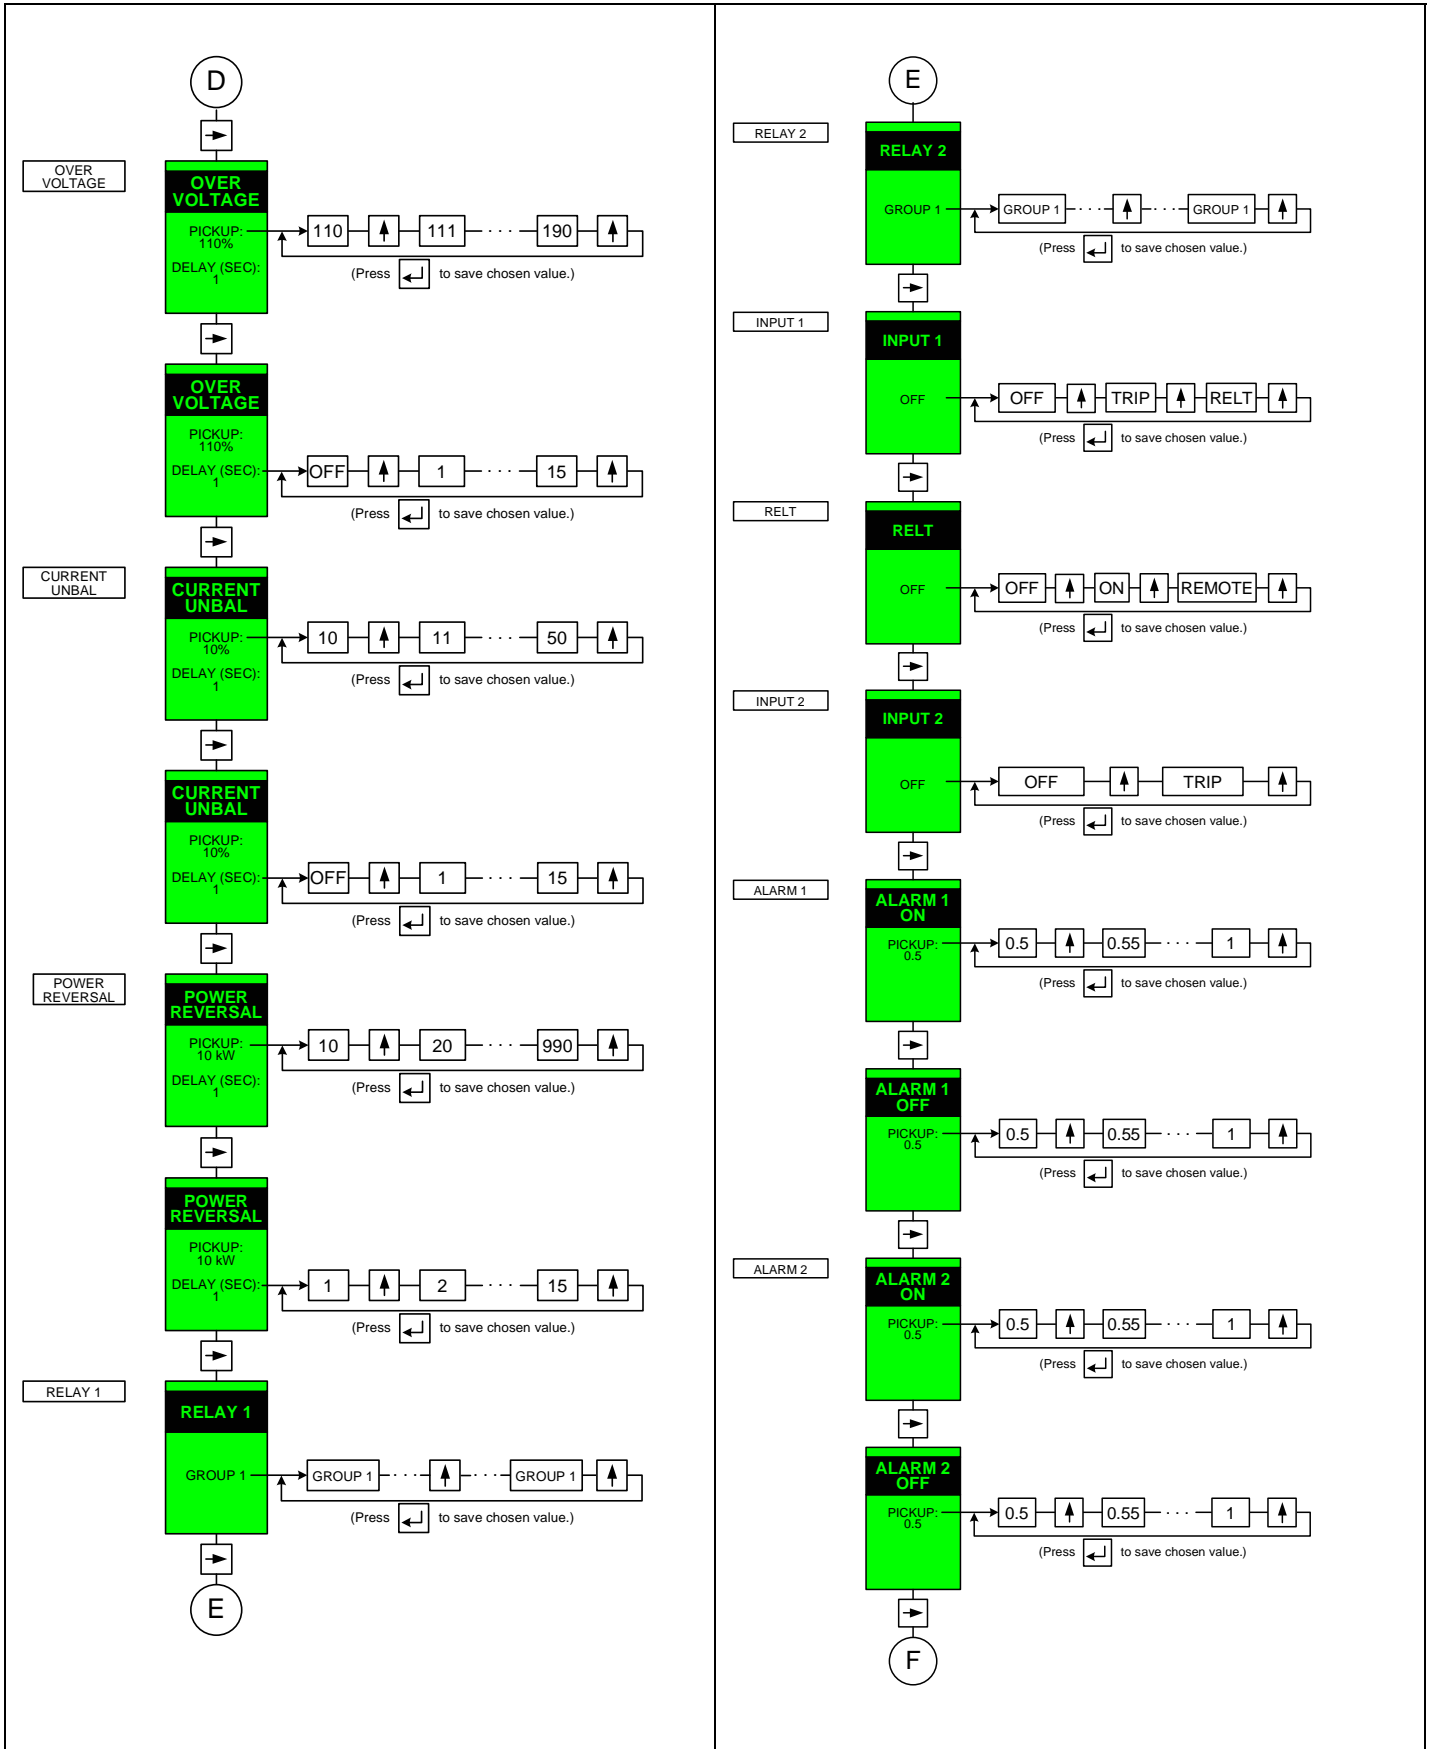 D
OVER
VOLTAGE
OVER
VOLTAGE
PICKUP:
110%
DELAY (SEC):
1
110 111 · · · 190
(Press to save chosen value.)
OVER
VOLTAGE
PICKUP:
110%
DELAY (SEC):
1
OFF 1 · · · 15
(Press to save chosen value.)
CURRENT
UNBAL
CURRENT
UNBAL
PICKUP:
10%
DELAY (SEC):
1
10 11 · · · 50
(Press to save chosen value.)
CURRENT
UNBAL
PICKUP:
10%
DELAY (SEC):
1
OFF 1 · · · 15
(Press to save chosen value.)
POWER
REVERSAL
POWER
REVERSAL
PICKUP:
10 kW
DELAY (SEC):
1
10 20 · · · 990
(Press to save chosen value.)
POWER
REVERSAL
PICKUP:
10 kW
DELAY (SEC):
1
1 2 · · · 15
(Press to save chosen value.)
RELAY 1
RELAY 1
GROUP 1
GROUP 1 · · · · · · GROUP 1
(Press to save chosen value.)
E
E
RELAY 2
RELAY 2
GROUP 1
GROUP 1 · · · · · · GROUP 1
(Press to save chosen value.)
INPUT 1
INPUT 1
OFF
OFF TRIP RELT
(Press to save chosen value.)
RELT
RELT
OFF
OFF ON REMOTE
(Press to save chosen value.)
INPUT 2
INPUT 2
OFF
OFF TRIP
(Press to save chosen value.)
ALARM 1
ALARM 1
ON
PICKUP:
0.5
0.5 0.55 · · · 1
(Press to save chosen value.)
ALARM 1
OFF
PICKUP:
0.5
0.5 0.55 · · · 1
(Press to save chosen value.)
ALARM 2
ALARM 2
ON
PICKUP:
0.5
0.5 0.55 · · · 1
(Press to save chosen value.)
ALARM 2
OFF
PICKUP:
0.5
0.5 0.55 · · · 1
(Press to save chosen value.)
F